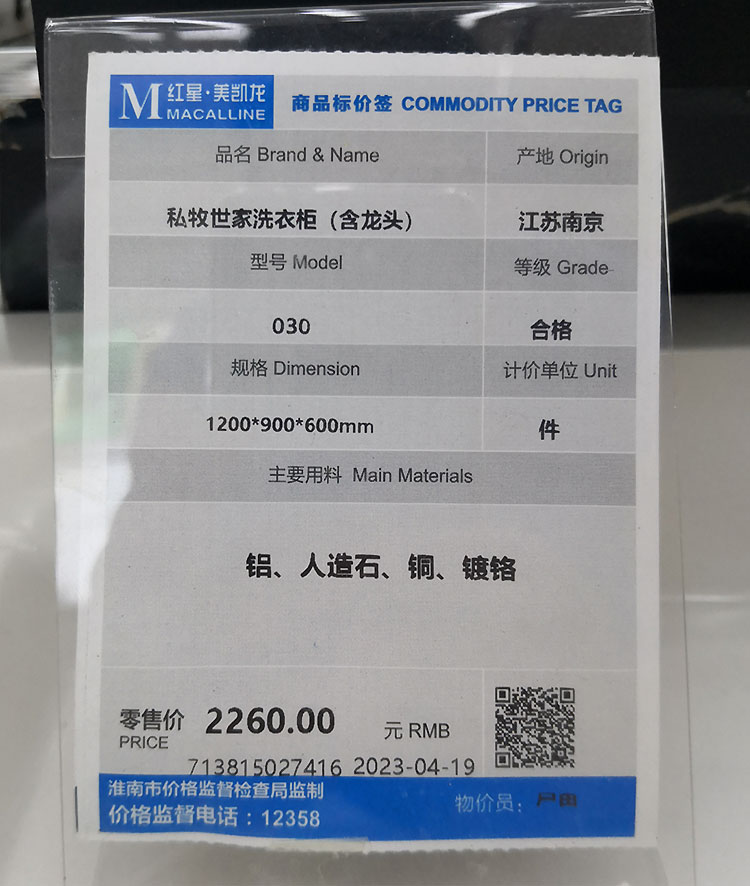 M 红星·美凯龙
MACALLINE
商品标价签 COMMODITY PRICE TAG
品名 Brand & Name
产地 Origin
私牧世家洗衣柜（含龙头）
江苏南京
型号 Model
等级 Grade
030
合格
规格 Dimension
计价单位 Unit
1200*900*600mm
件
主要用料 Main Materials
铝、人造石、铜、镀铬
零售价 2260.00 元 RMB
PRICE
713815027416 2023-04-19
淮南市价格监督检查局监制
价格监督电话：12358
物价员：